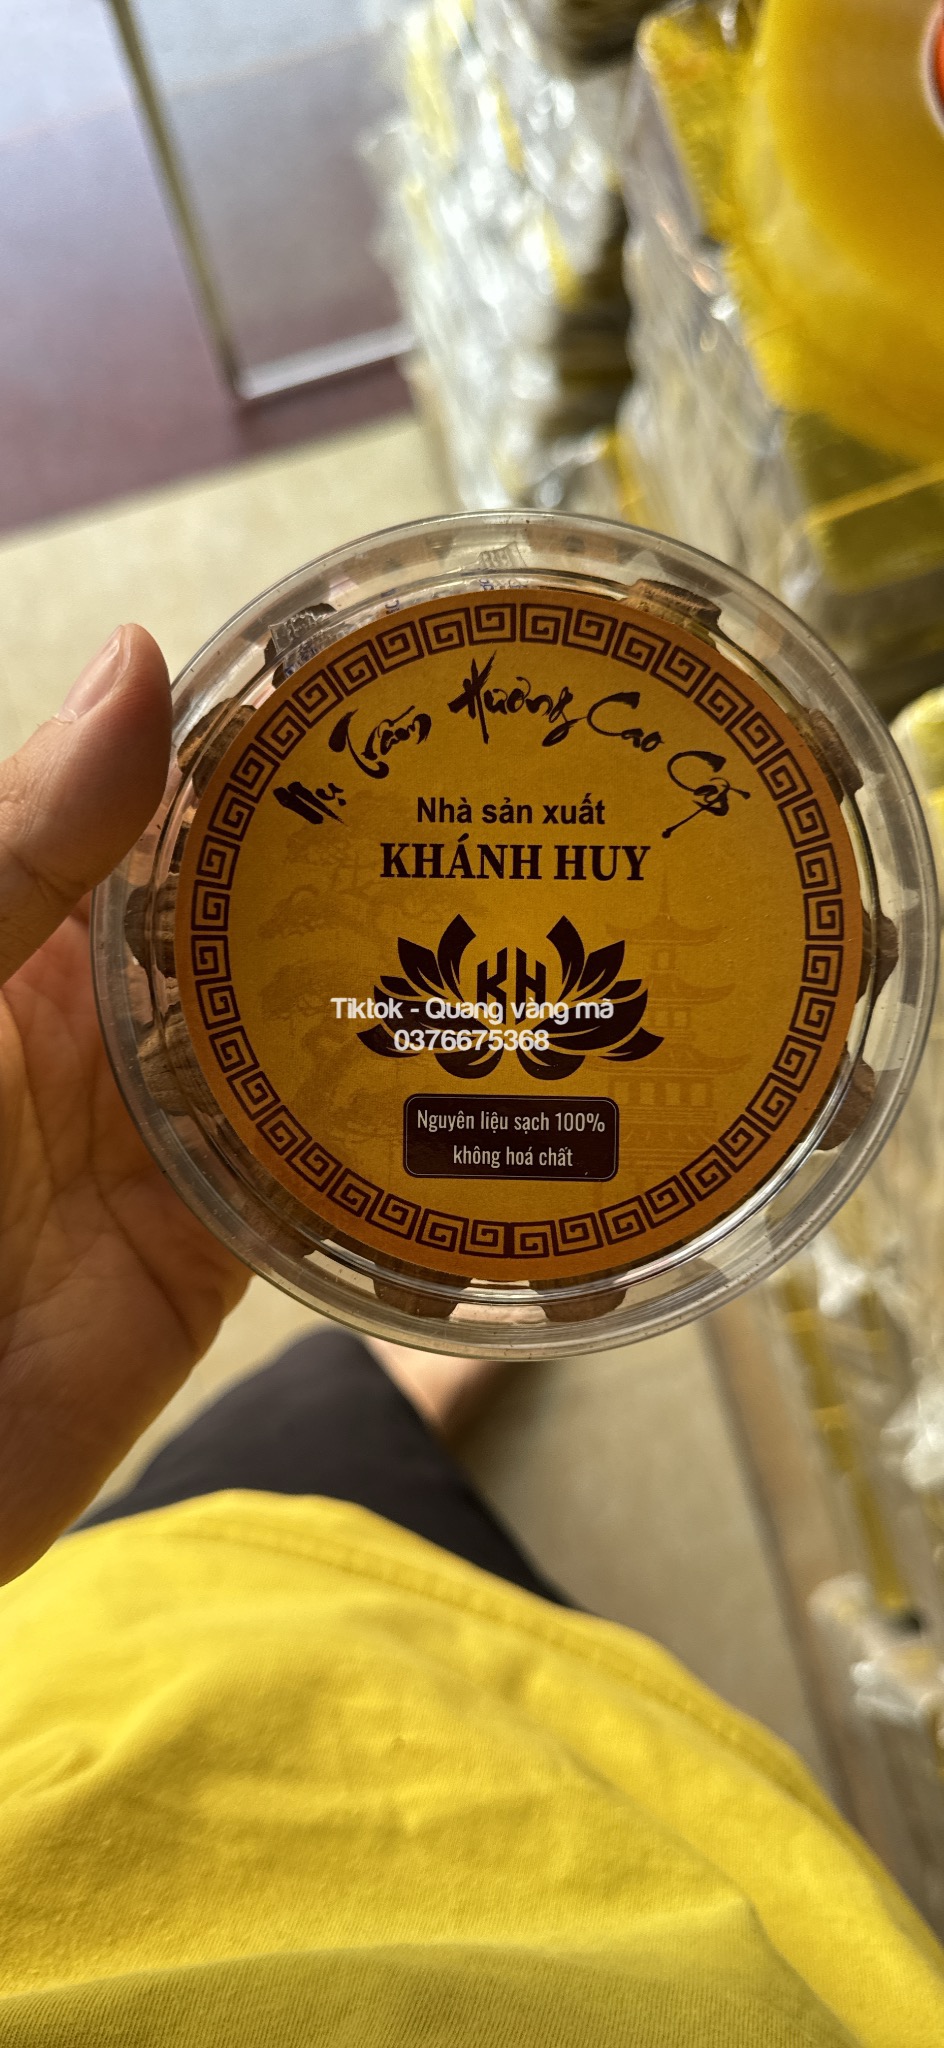 Nụ Trầm Hương Cao Cấp
Nhà sản xuất
KHÁNH HUY
KH
Tiktok - Quang vàng mã
0376675368
Nguyên liệu sạch 100%
không hoá chất